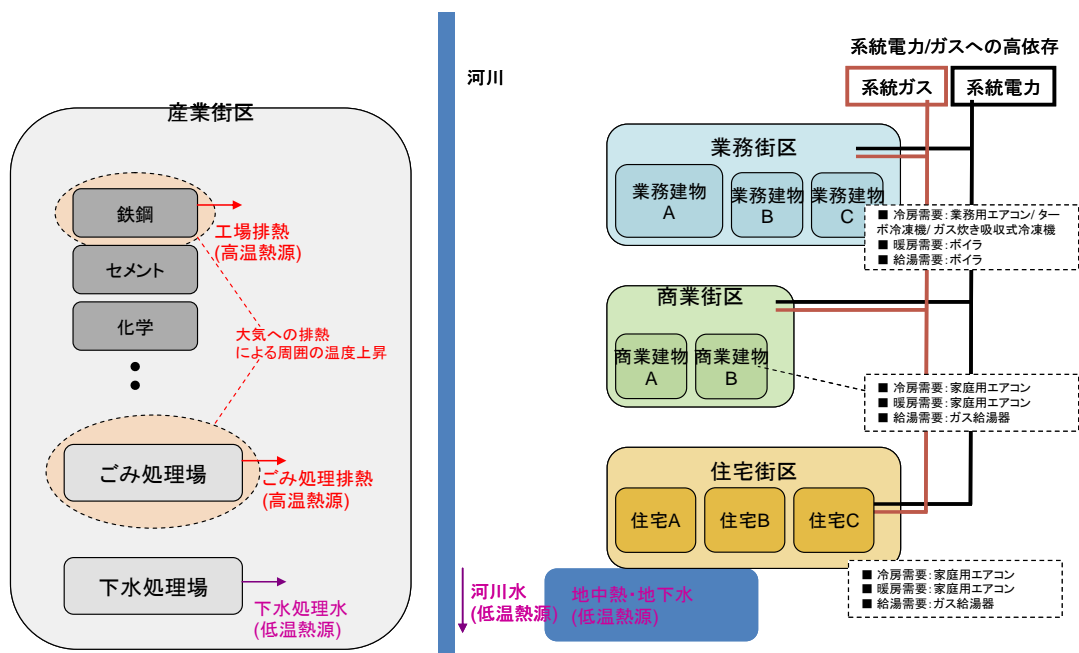 産業街区
鉄鋼
工場排熱
(高温熱源)
セメント
化学
大気への排熱
による周囲の温度上昇
●
●
ごみ処理場
ごみ処理排熱
(高温熱源)
下水処理場
下水処理水
(低温熱源)
河川
河川水
(低温熱源)
地中熱・地下水
(低温熱源)
系統電力/ガスへの高依存
系統ガス
系統電力
業務街区
業務建物
A
業務建物
B
業務建物
C
■ 冷房需要:業務用エアコン/ター
ボ冷凍機/ガス炊き吸収式冷凍機
■ 暖房需要:ボイラ
■ 給湯需要:ボイラ
商業街区
商業建物
A
商業建物
B
■ 冷房需要:家庭用エアコン
■ 暖房需要:家庭用エアコン
■ 給湯需要:ガス給湯器
住宅街区
住宅A
住宅B
住宅C
■ 冷房需要:家庭用エアコン
■ 暖房需要:家庭用エアコン
■ 給湯需要:ガス給湯器